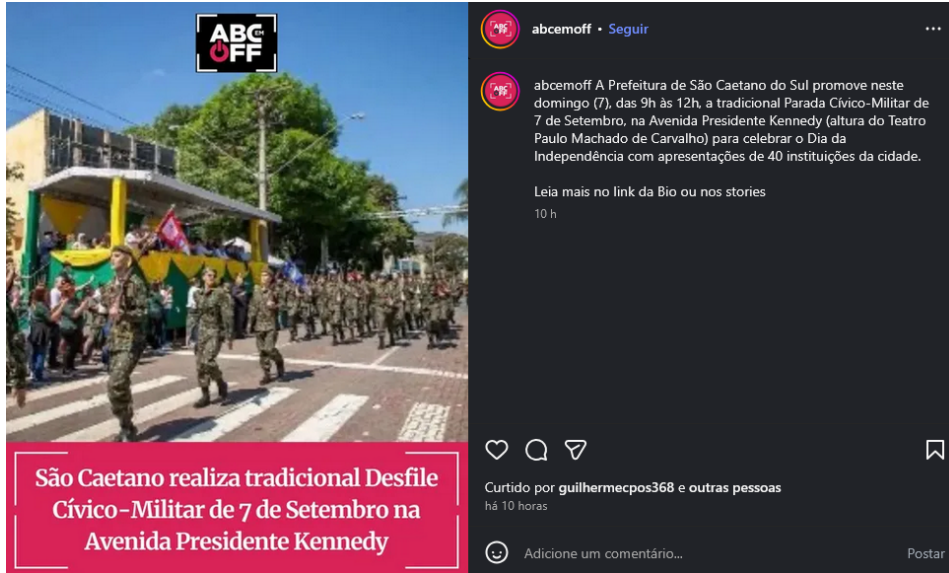 ABC EM
OFF
São Caetano realiza tradicional Desfile
Cívico-Militar de 7 de Setembro na
Avenida Presidente Kennedy
abcemoff • Seguir
abcemoff A Prefeitura de São Caetano do Sul promove neste
domingo (7), das 9h às 12h, a tradicional Parada Cívico-Militar de
7 de Setembro, na Avenida Presidente Kennedy (altura do Teatro
Paulo Machado de Carvalho) para celebrar o Dia da
Independência com apresentações de 40 instituições da cidade.
Leia mais no link da Bio ou nos stories
10 h
Curtido por guilhermecpos368 e outras pessoas
há 10 horas
Adicione um comentário...
Postar